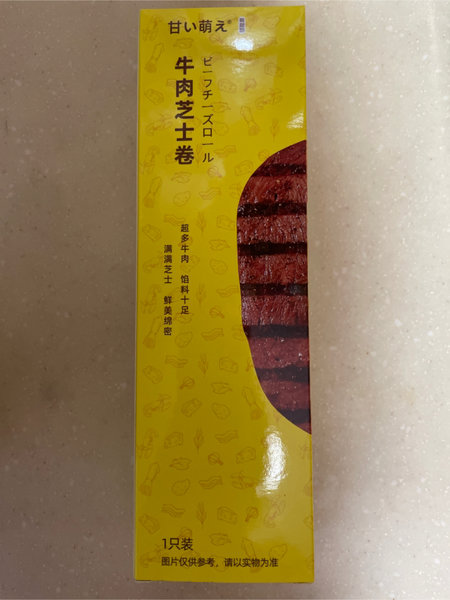 甘い萌え®
ビーフチーズロール
牛肉芝士卷
超多牛肉 馅料十足
满满芝士 鲜美绵密
1只装
图片仅供参考，请以实物为准